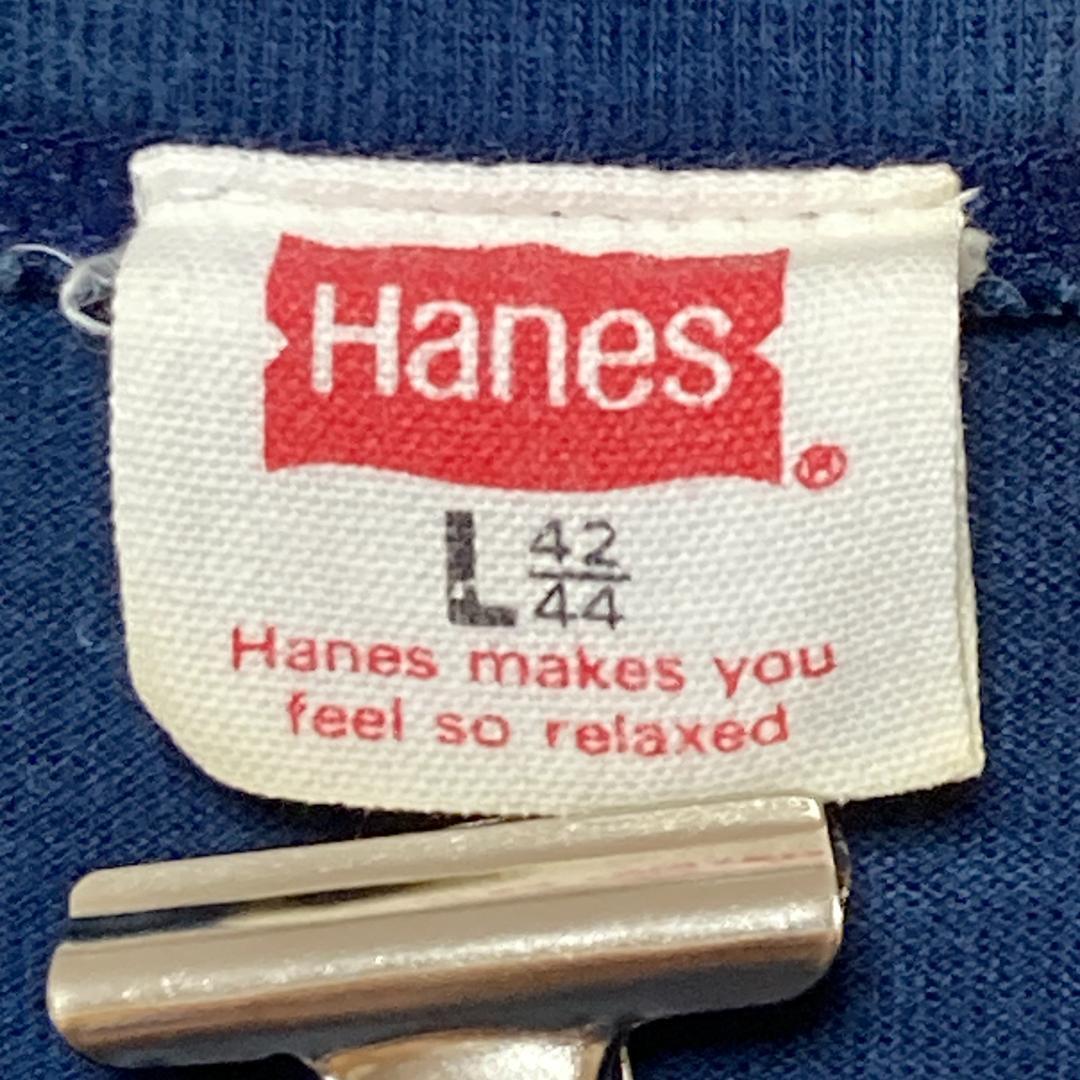 Hanes
®
L 42/44
Hanes makes you
feel so relaxed